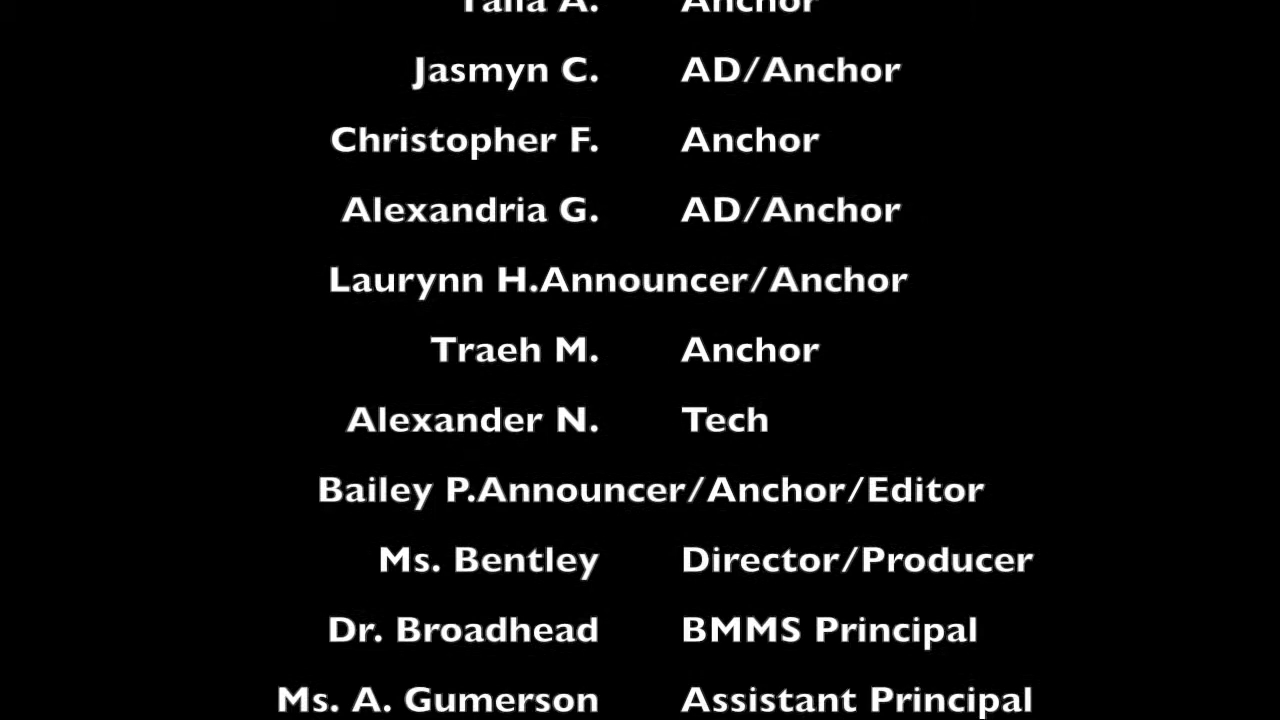 A. Anchor
Jasmyn C. AD/Anchor
Christopher F. Anchor
Alexandria G. AD/Anchor
Laurynn H.Announcer/Anchor
Traeh M. Anchor
Alexander N. Tech
Bailey P.Announcer/Anchor/Editor
Ms. Bentley Director/Producer
Dr. Broadhead BMMS Principal
Ms. A. Gumerson Assistant Principal